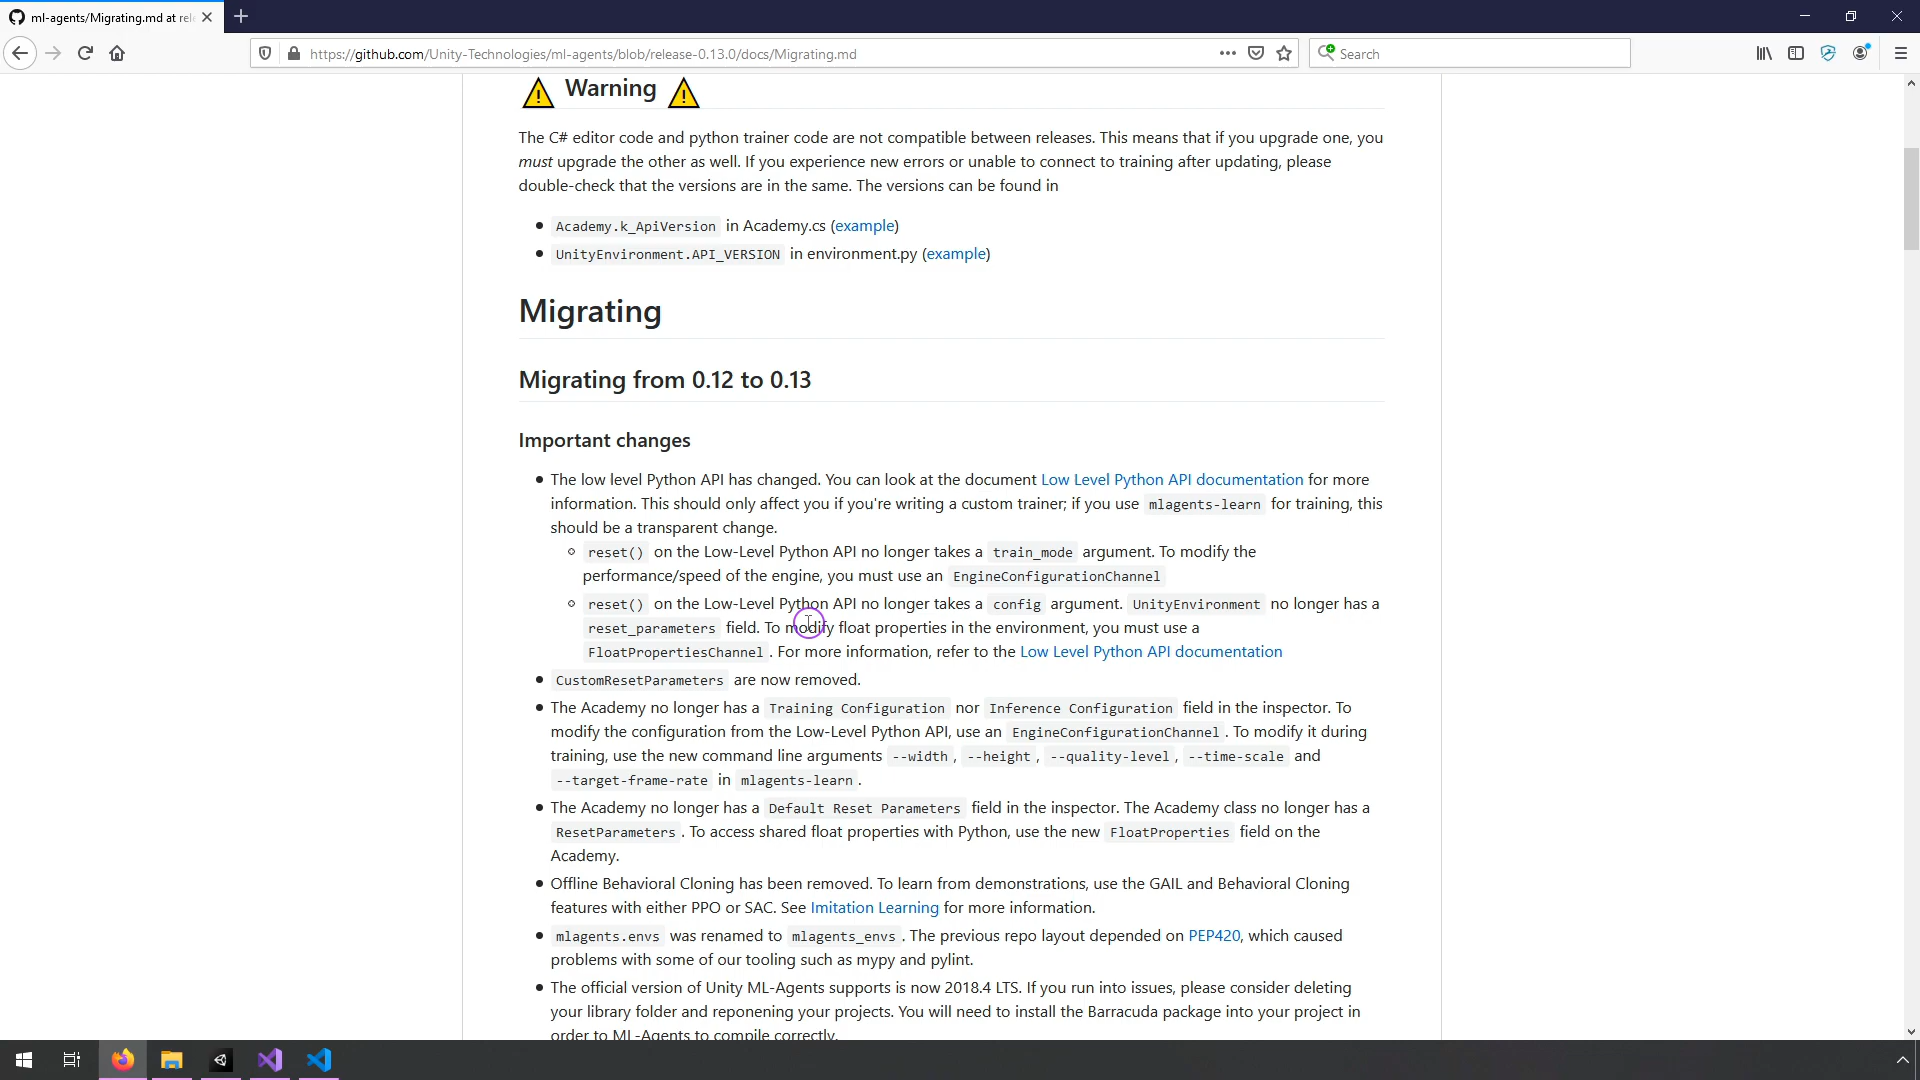 ml-agents/Migrating.md at rel
https://github.com/Unity-Technologies/ml-agents/blob/release-0.13.0/docs/Migrating.md
Search
Warning
The C# editor code and python trainer code are not compatible between releases. This means that if you upgrade one, you
must upgrade the other as well. If you experience new errors or unable to connect to training after updating, please
double-check that the versions are in the same. The versions can be found in
• Academy.k_ApiVersion in Academy.cs (example)
• UnityEnvironment.API_VERSION in environment.py (example)
Migrating
Migrating from 0.12 to 0.13
Important changes
• The low level Python API has changed. You can look at the document Low Level Python API documentation for more
information. This should only affect you if you're writing a custom trainer; if you use mlagents-learn for training, this
should be a transparent change.
◦ reset() on the Low-Level Python API no longer takes a train_mode argument. To modify the
performance/speed of the engine, you must use an EngineConfigurationChannel
◦ reset() on the Low-Level Python API no longer takes a config argument. UnityEnvironment no longer has a
reset_parameters field. To modify float properties in the environment, you must use a
FloatPropertiesChannel . For more information, refer to the Low Level Python API documentation
• CustomResetParameters are now removed.
• The Academy no longer has a Training Configuration nor Inference Configuration field in the inspector. To
modify the configuration from the Low-Level Python API, use an EngineConfigurationChannel . To modify it during
training, use the new command line arguments --width , --height , --quality-level , --time-scale and
--target-frame-rate in mlagents-learn .
• The Academy no longer has a Default Reset Parameters field in the inspector. The Academy class no longer has a
ResetParameters . To access shared float properties with Python, use the new FloatProperties field on the
Academy.
• Offline Behavioral Cloning has been removed. To learn from demonstrations, use the GAIL and Behavioral Cloning
features with either PPO or SAC. See Imitation Learning for more information.
• mlagents.envs was renamed to mlagents_envs . The previous repo layout depended on PEP420, which caused
problems with some of our tooling such as mypy and pylint.
• The official version of Unity ML-Agents supports is now 2018.4 LTS. If you run into issues, please consider deleting
your library folder and reponening your projects. You will need to install the Barracuda package into your project in
order to ML-Agents to compile correctly.